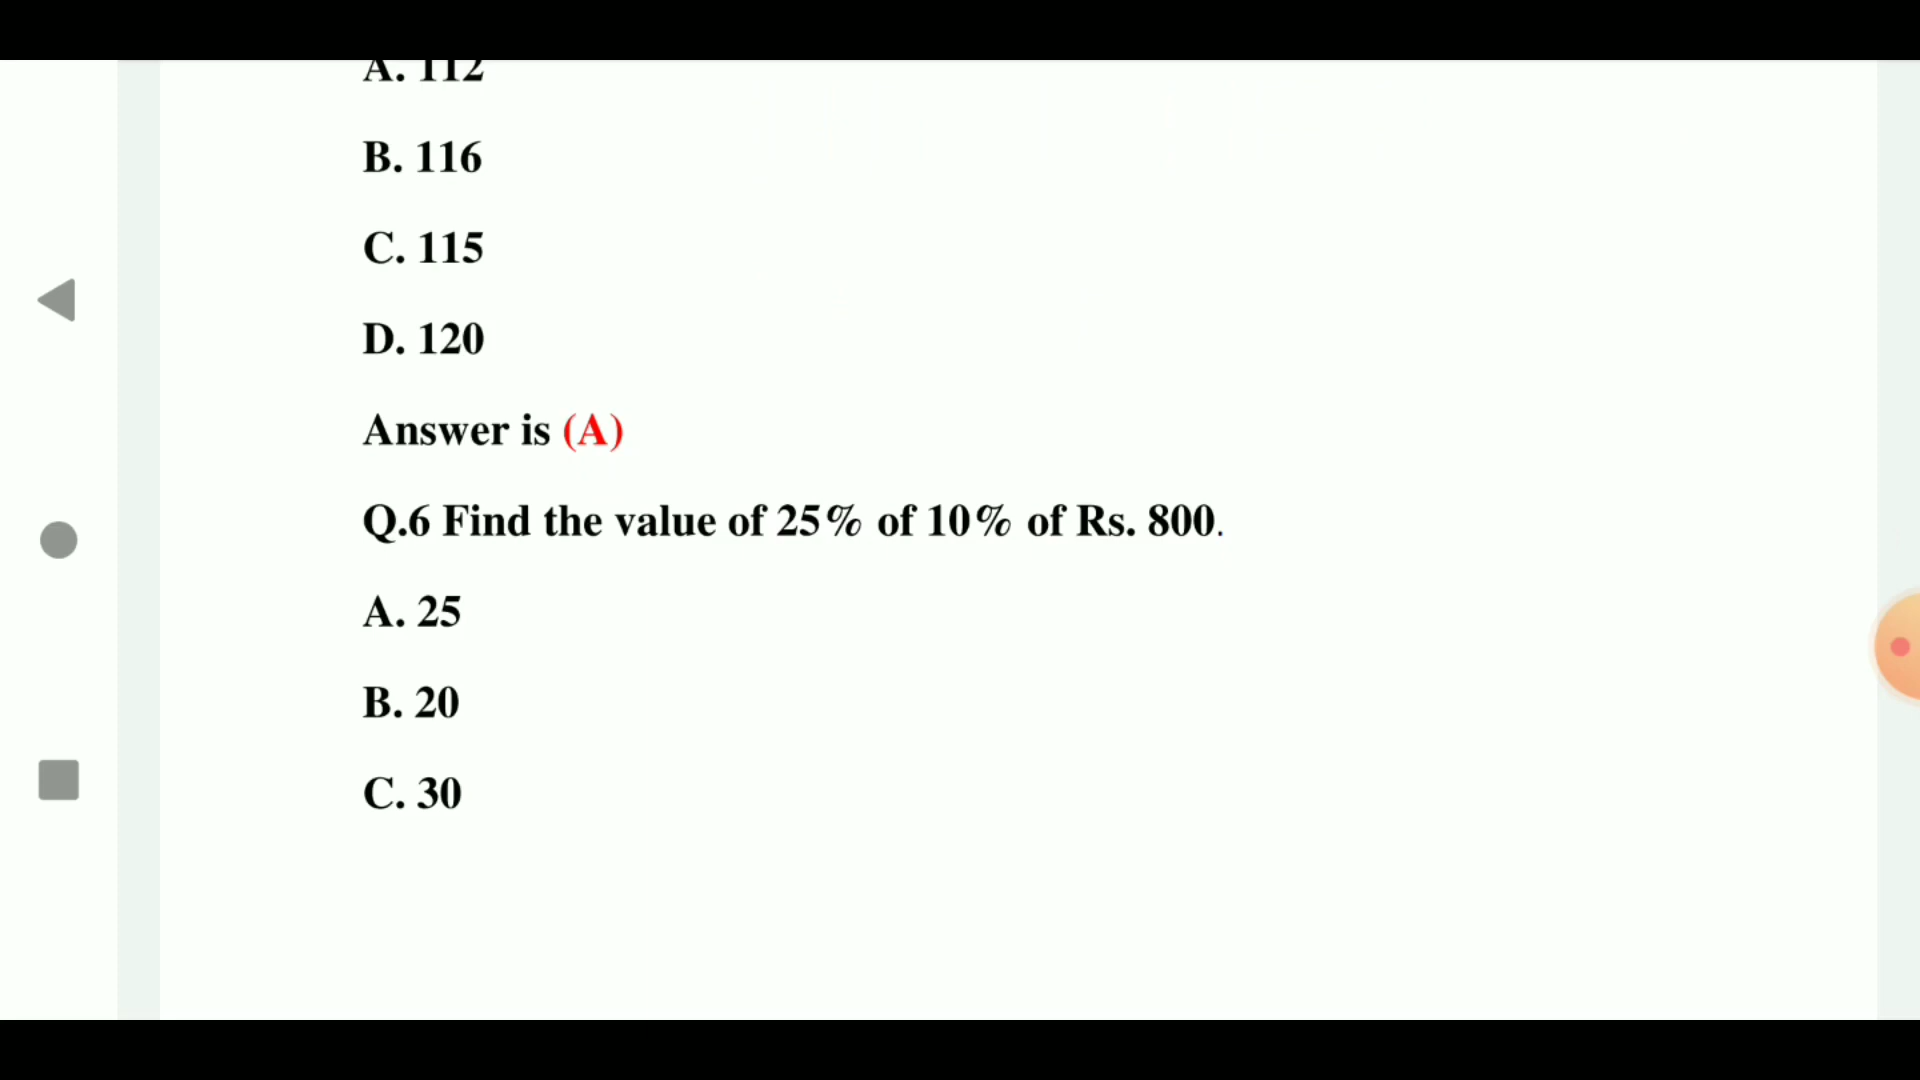 A. 112
B. 116
C. 115
D. 120
Answer is (A)
Q.6 Find the value of 25% of 10% of Rs. 800.
A. 25
B. 20
C. 30